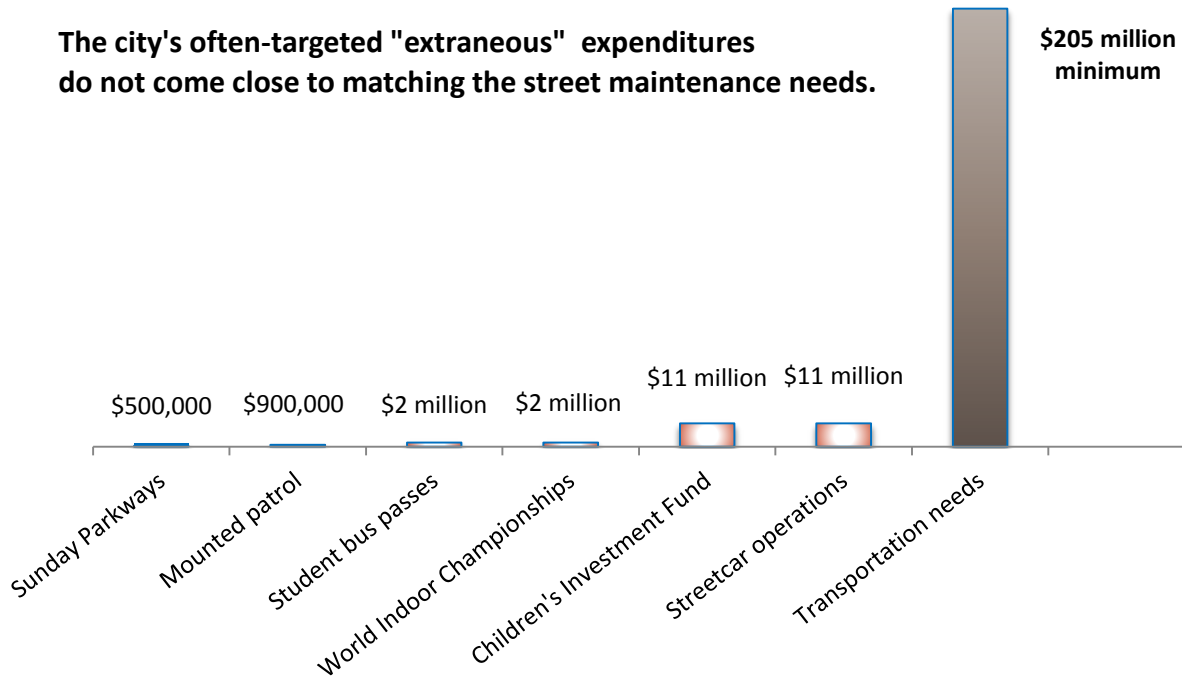 The city's often-targeted "extraneous" expenditures
do not come close to matching the street maintenance needs.
$205 million
minimum
$500,000
$900,000
$2 million
$2 million
$11 million
$11 million
Sunday Parkways
Mounted patrol
Student bus passes
World Indoor Championships
Children's Investment Fund
Streetcar operations
Transportation needs